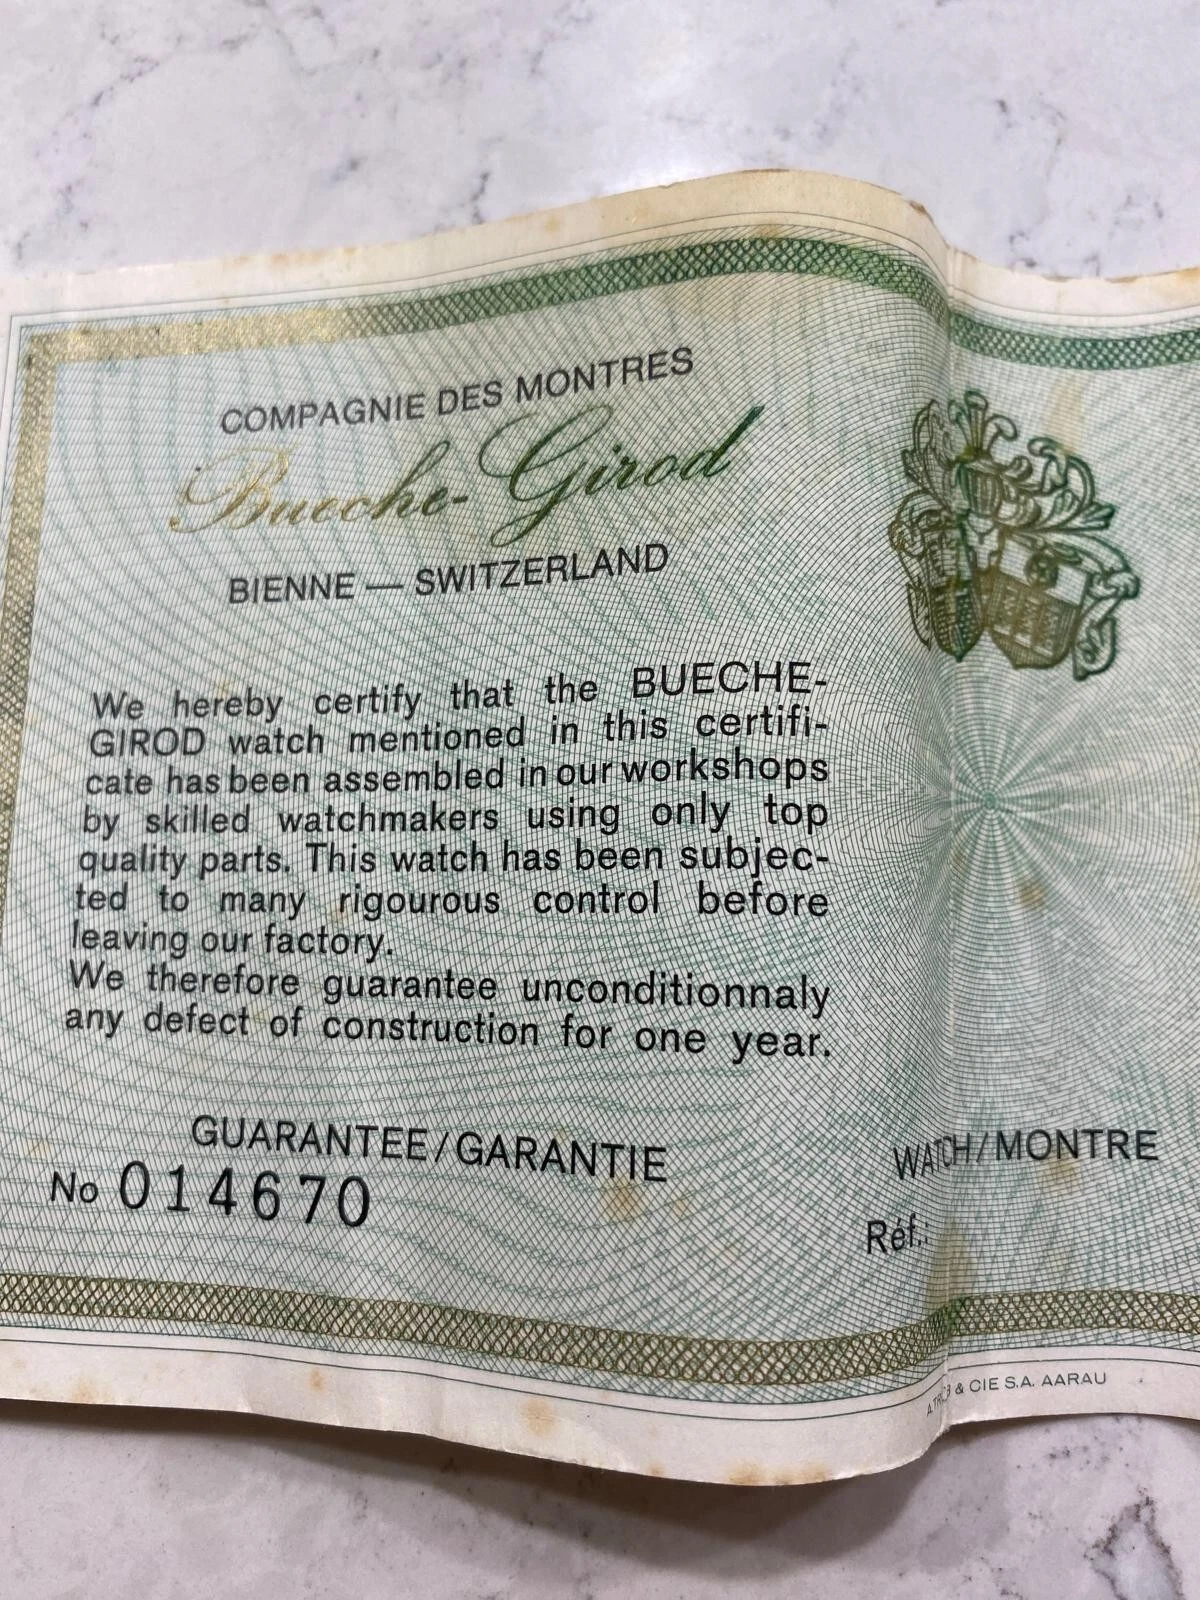 COMPAGNIE DES MONTRES
Bueche-Girod
BIENNE — SWITZERLAND
We hereby certify that the BUECHE-
GIROD watch mentioned in this certifi-
cate has been assembled in our workshops
by skilled watchmakers using only top
quality parts. This watch has been subjec-
ted to many rigourous control before
leaving our factory.
We therefore guarantee unconditionnaly
any defect of construction for one year.
GUARANTEE/GARANTIE
No 014670
WATCH/MONTRE
Réf.:
& CIE S.A. AARAU